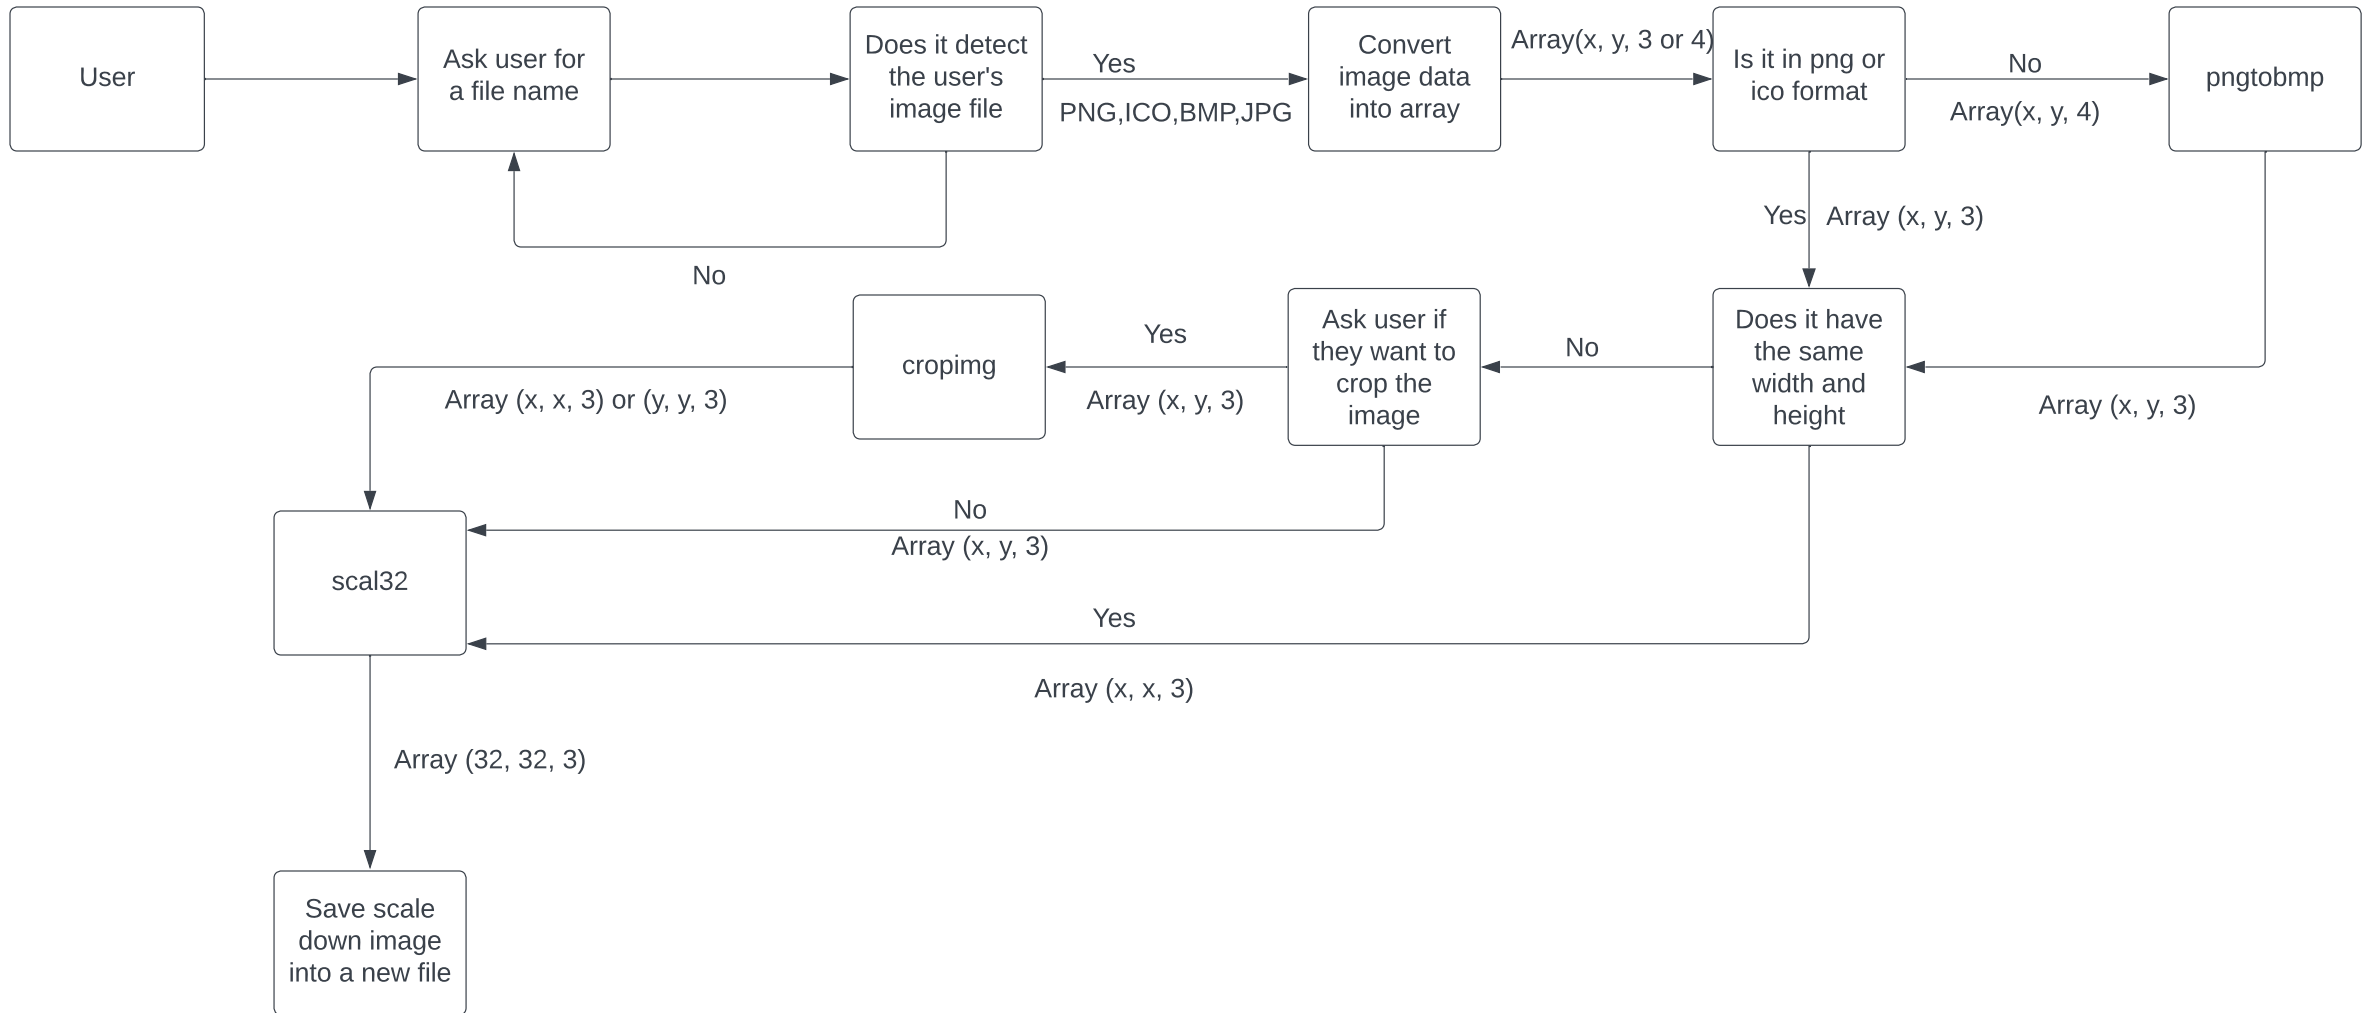 User
Ask user for
a file name
Does it detect
the user's
image file
Yes
PNG,ICO,BMP,JPG
Convert
image data
into array
Array(x, y, 3 or 4)
Is it in png or
ico format
No
Array(x, y, 4)
pngtobmp
No
Yes
Array (x, y, 3)
Array (x, y, 3)
Does it have
the same
width and
height
No
Ask user if
they want to
crop the
image
Yes
Array (x, y, 3)
cropimg
Array (x, x, 3) or (y, y, 3)
No
Array (x, y, 3)
scal32
Yes
Array (x, x, 3)
Array (32, 32, 3)
Save scale
down image
into a new file